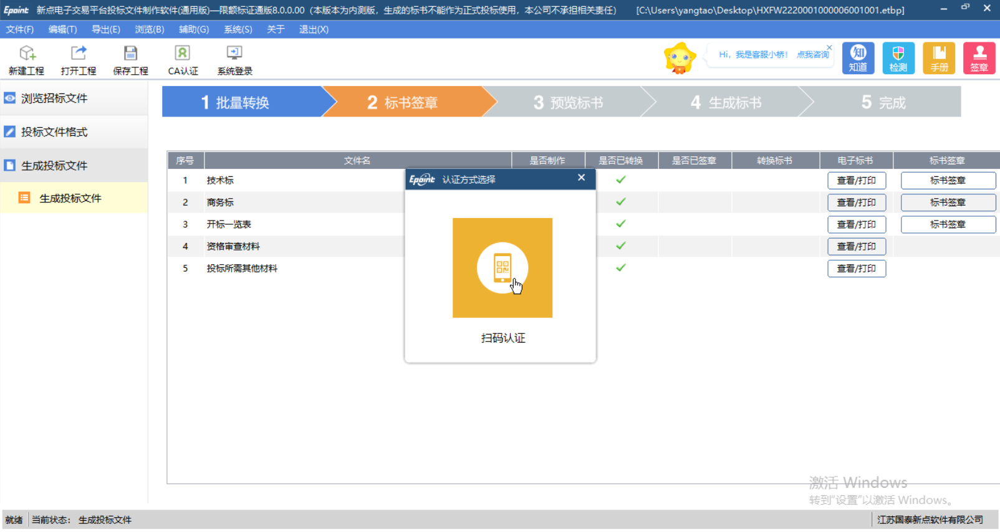 Epoint 新点电子交易平台投标文件制作软件(通用版)—限额标证通版8.0.0.00（本版本为内测版，生成的标书不能作为正式投标使用，本公司不承担相关责任） [C:\Users\yangtao\Desktop\HXFW2220001000006001001.etbp]
文件(F) 编辑(T) 导出(E) 浏览(B) 辅助(G) 系统(S) 关于 退出(X)
新建工程 打开工程 保存工程 CA认证 系统登录
Hi，我是客服小桥！ 点我咨询
知 知道 检测 手册 签章
浏览招标文件
投标文件格式
生成投标文件
生成投标文件
1 批量转换 2 标书签章 3 预览标书 4 生成标书 5 完成
序号 文件名 是否制作 是否已转换 是否已签章 转换标书 电子标书 标书签章
1 技术标 查看/打印 标书签章
2 商务标 查看/打印 标书签章
3 开标一览表 查看/打印 标书签章
4 资格审查材料 查看/打印
5 投标所需其他材料 查看/打印
Epoint 认证方式选择
扫码认证
激活 Windows
转到"设置"以激活 Windows。
就绪 当前状态： 生成投标文件 江苏国泰新点软件有限公司